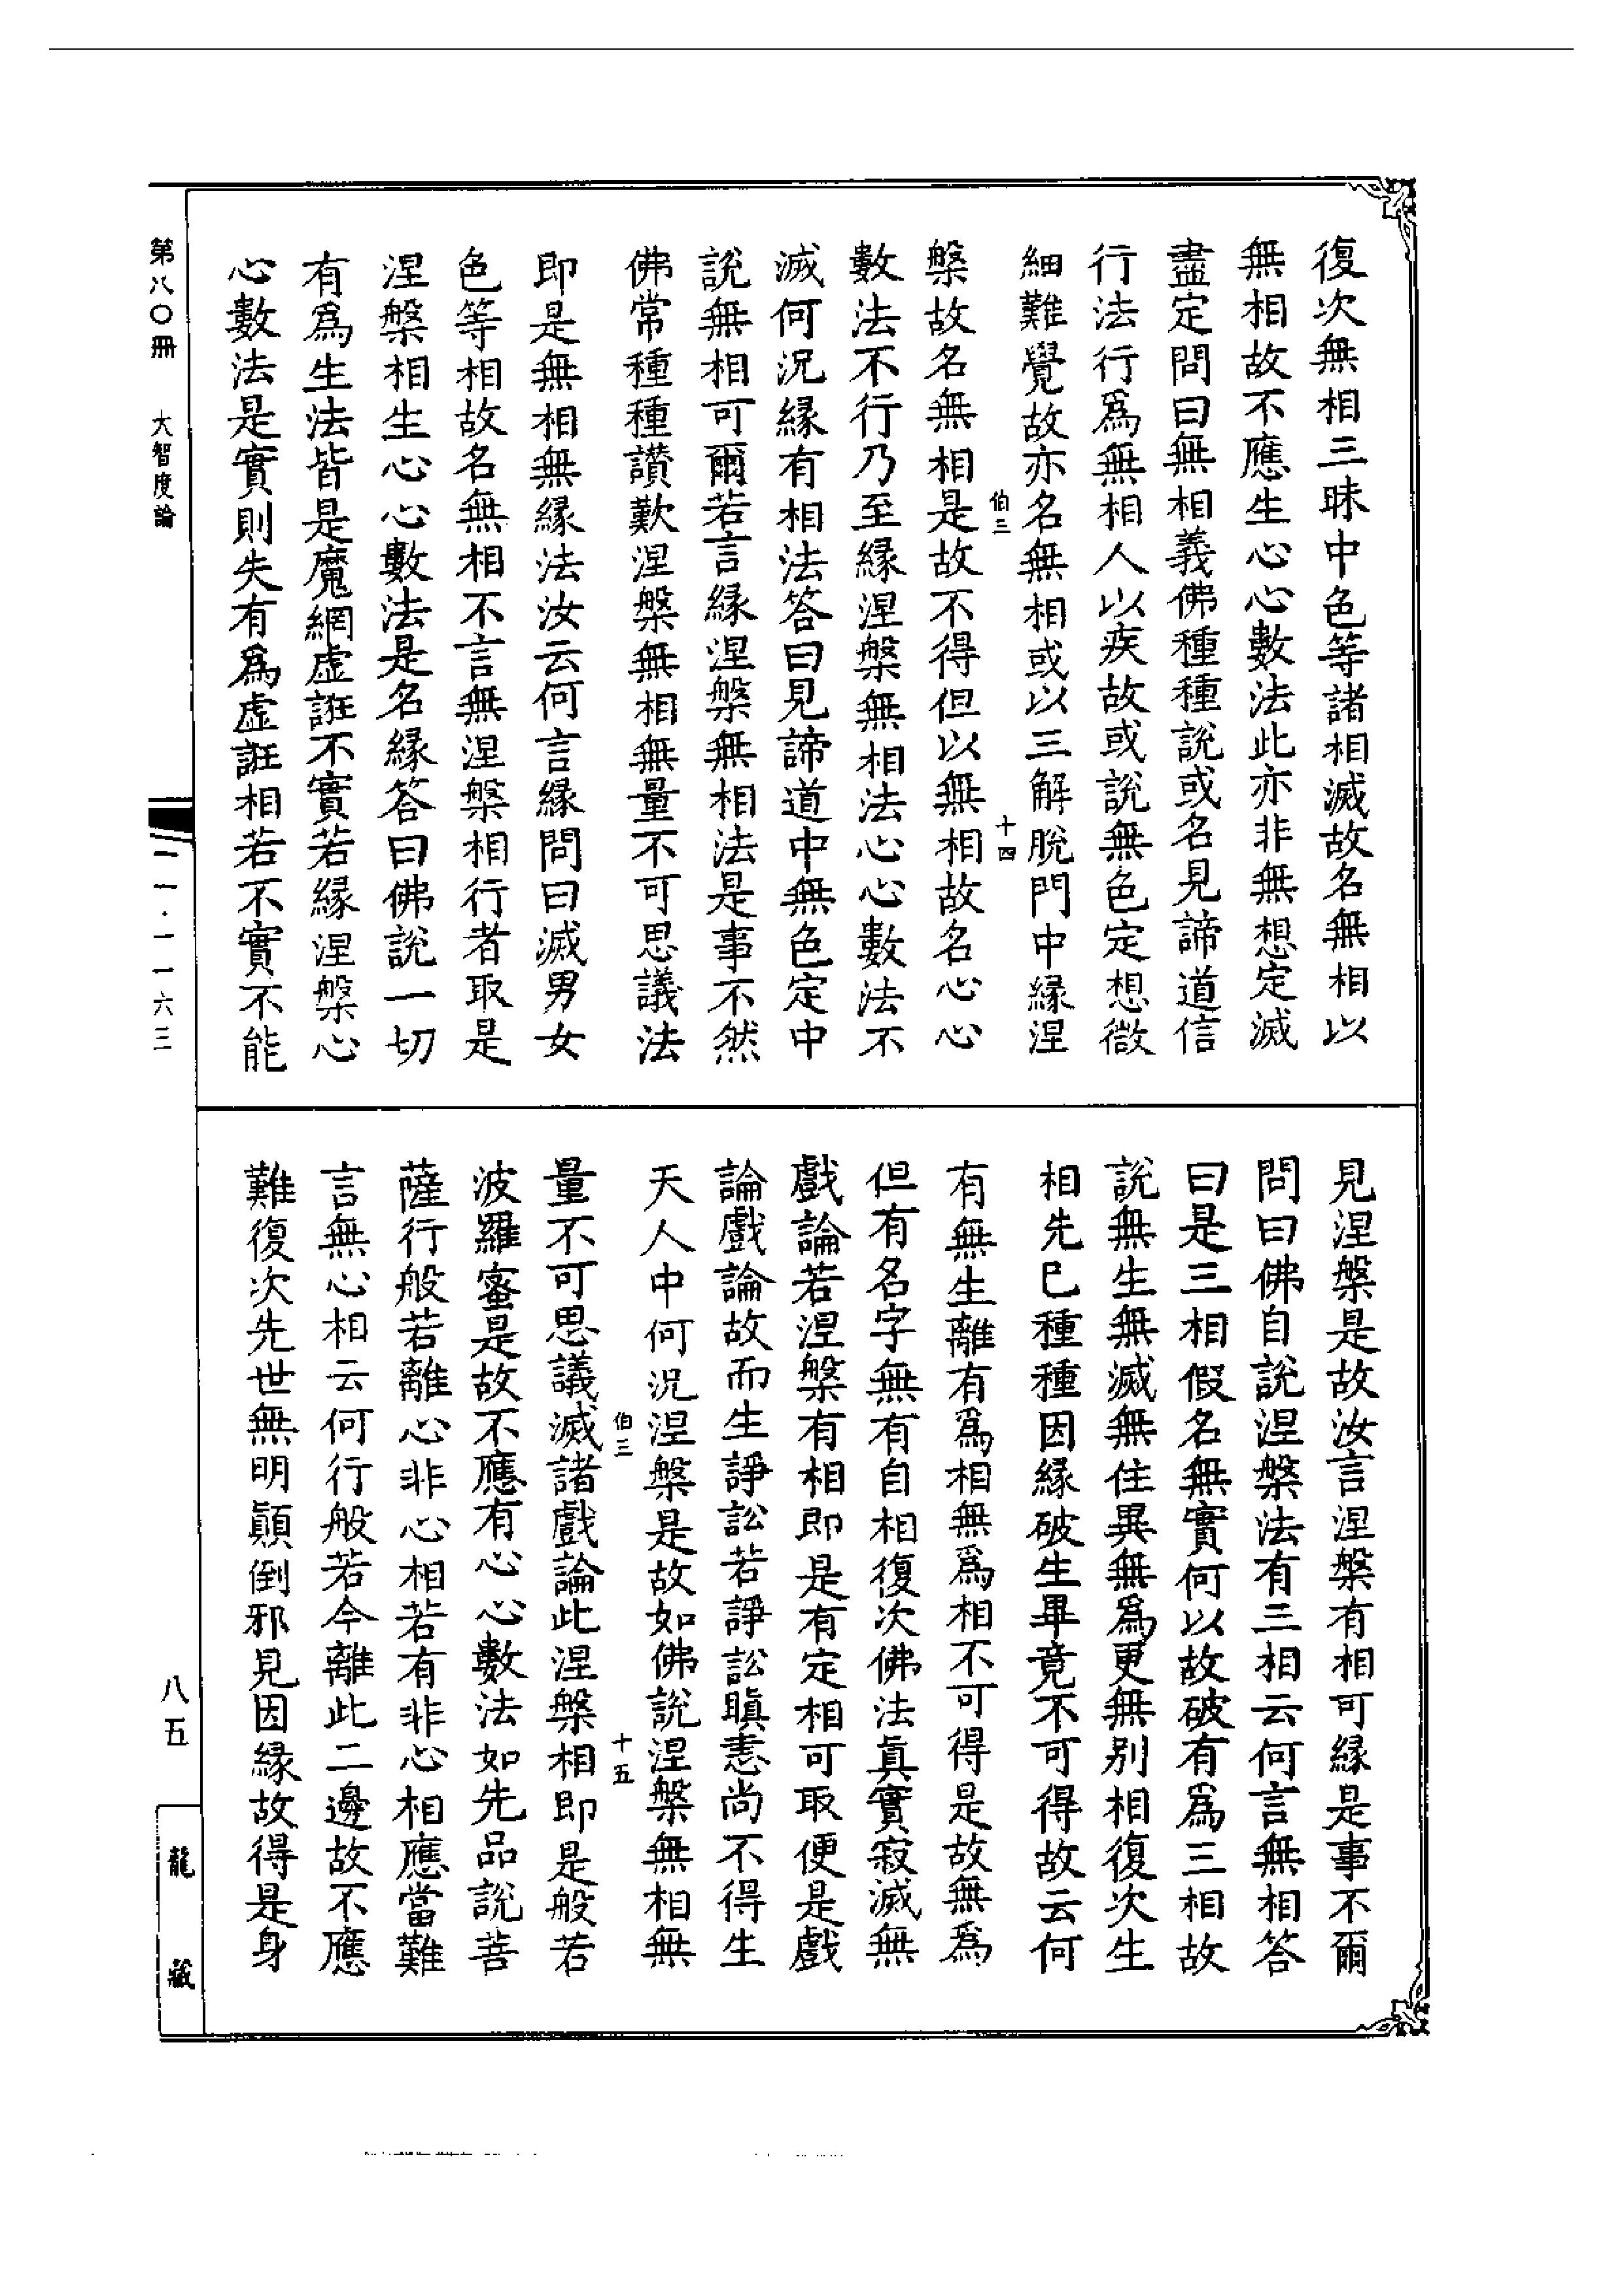 復次無相三昧中色等諸相滅故名無相以
無相故不應生心心數法此亦非無想定滅
盡定問曰無相義佛種種說或名見諦道信
行法行爲無相人以疾故或說無色定想微
細難覺故亦名無相或以三解脫門中緣涅
伯三
十四
槃故名無相是故不得但以無相故名心心
數法不行乃至緣涅槃無相法心心數法不
滅何況緣有相法答曰見諦道中無色定中
說無相可爾若言緣涅槃無相法是事不然
佛常種種讚歎涅槃無相無量不可思議法
即是無相無緣法汝云何言緣問曰滅男女
色等相故名無相不言無涅槃相行者取是
涅槃相生心心數法是名緣答曰佛說一切
有爲生法皆是魔網虛誑不實若緣涅槃心
心數法是實則失有爲虛誑相若不實不能
見涅槃是故汝言涅槃有相可緣是事不爾
問曰佛自說涅槃法有三相云何言無相答
曰是三相假名無實何以故破有爲三相故
說無生無滅無住異無爲更無別相復次生
相先已種種因緣破生畢竟不可得故云何
有無生離有爲相無爲相不可得是故無爲
但有名字無有自相復次佛法眞實寂滅無
戲論若涅槃有相即是有定相可取便是戲
論戲論故而生諍訟若諍訟瞋恚尚不得生
天人中何況涅槃是故如佛說涅槃無相無
伯三
十五
量不可思議滅諸戲論此涅槃相即是般若
波羅蜜是故不應有心心數法如先品說菩
薩行般若離心非心相若有非心相應當難
言無心相云何行般若今離此二邊故不應
難復次先世無明顚倒邪見因緣故得是身
第八〇冊 大智度論
一一·一一六三
八五
龍藏